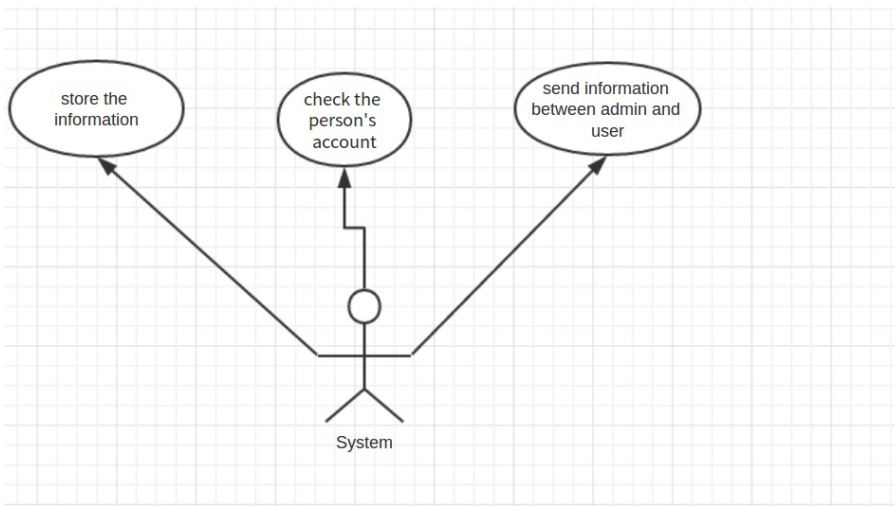 store the
information
check the
person's
account
send information
between admin and
user
System